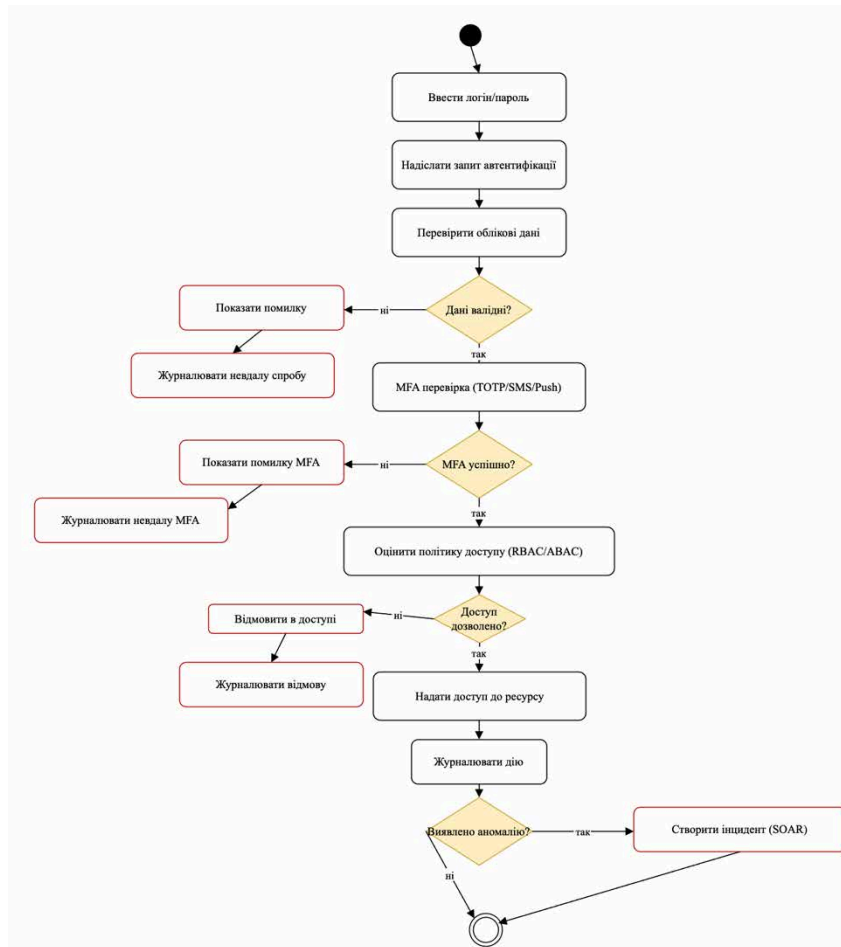 Ввести логін/пароль
Надіслати запит автентифікації
Перевірити облікові дані
Дані валідні?
ні
Показати помилку
Журналювати невдалу спробу
так
MFA перевірка (TOTP/SMS/Push)
MFA успішно?
ні
Показати помилку MFA
Журналювати невдалу MFA
так
Оцінити політику доступу (RBAC/ABAC)
Доступ
дозволено?
ні
Відмовити в доступі
Журналювати відмову
так
Надати доступ до ресурсу
Журналювати дію
Виявлено аномалію?
так
Створити інцидент (SOAR)
ні